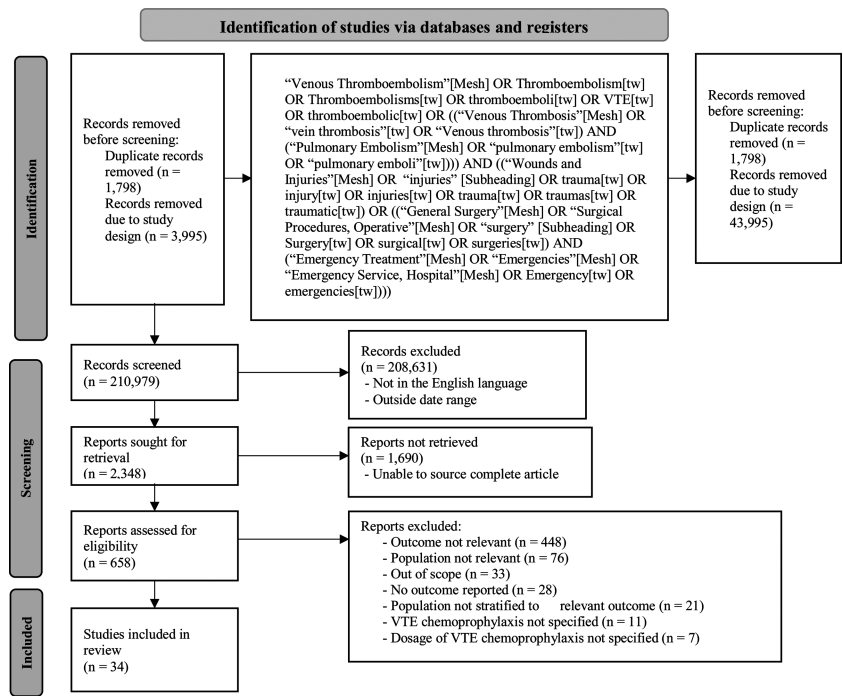 Identification of studies via databases and registers
Identification
Records removed
before screening:
Duplicate records
removed (n =
1,798)
Records removed
due to study
design (n = 3,995)
“Venous Thromboembolism”[Mesh] OR Thromboembolism[tw]
OR Thromboembolisms[tw] OR thromboemboli[tw] OR VTE[tw]
OR thromboembolic[tw] OR ((“Venous Thrombosis”[Mesh] OR
“vein thrombosis”[tw] OR “Venous thrombosis”[tw]) AND
(“Pulmonary Embolism”[Mesh] OR “pulmonary embolism”[tw]
OR “pulmonary emboli”[tw]))) AND ((“Wounds and
Injuries”[Mesh] OR “injuries” [Subheading] OR trauma[tw] OR
injury[tw] OR injuries[tw] OR trauma[tw] OR traumas[tw] OR
traumatic[tw]) OR ((“General Surgery”[Mesh] OR “Surgical
Procedures, Operative”[Mesh] OR “surgery” [Subheading] OR
Surgery[tw] OR surgical[tw] OR surgeries[tw]) AND
(“Emergency Treatment”[Mesh] OR “Emergencies”[Mesh] OR
“Emergency Service, Hospital”[Mesh] OR Emergency[tw] OR
emergencies[tw])))
Records removed
before screening:
Duplicate records
removed (n =
1,798)
Records removed
due to study
design (n =
43,995)
Screening
Records screened
(n = 210,979)
Records excluded
(n = 208,631)
- Not in the English language
- Outside date range
Reports sought for
retrieval
(n = 2,348)
Reports not retrieved
(n = 1,690)
- Unable to source complete article
Reports assessed for
eligibility
(n = 658)
Reports excluded:
- Outcome not relevant (n = 448)
- Population not relevant (n = 76)
- Out of scope (n = 33)
- No outcome reported (n = 28)
- Population not stratified to relevant outcome (n = 21)
- VTE chemoprophylaxis not specified (n = 11)
- Dosage of VTE chemoprophylaxis not specified (n = 7)
Included
Studies included in
review
(n = 34)